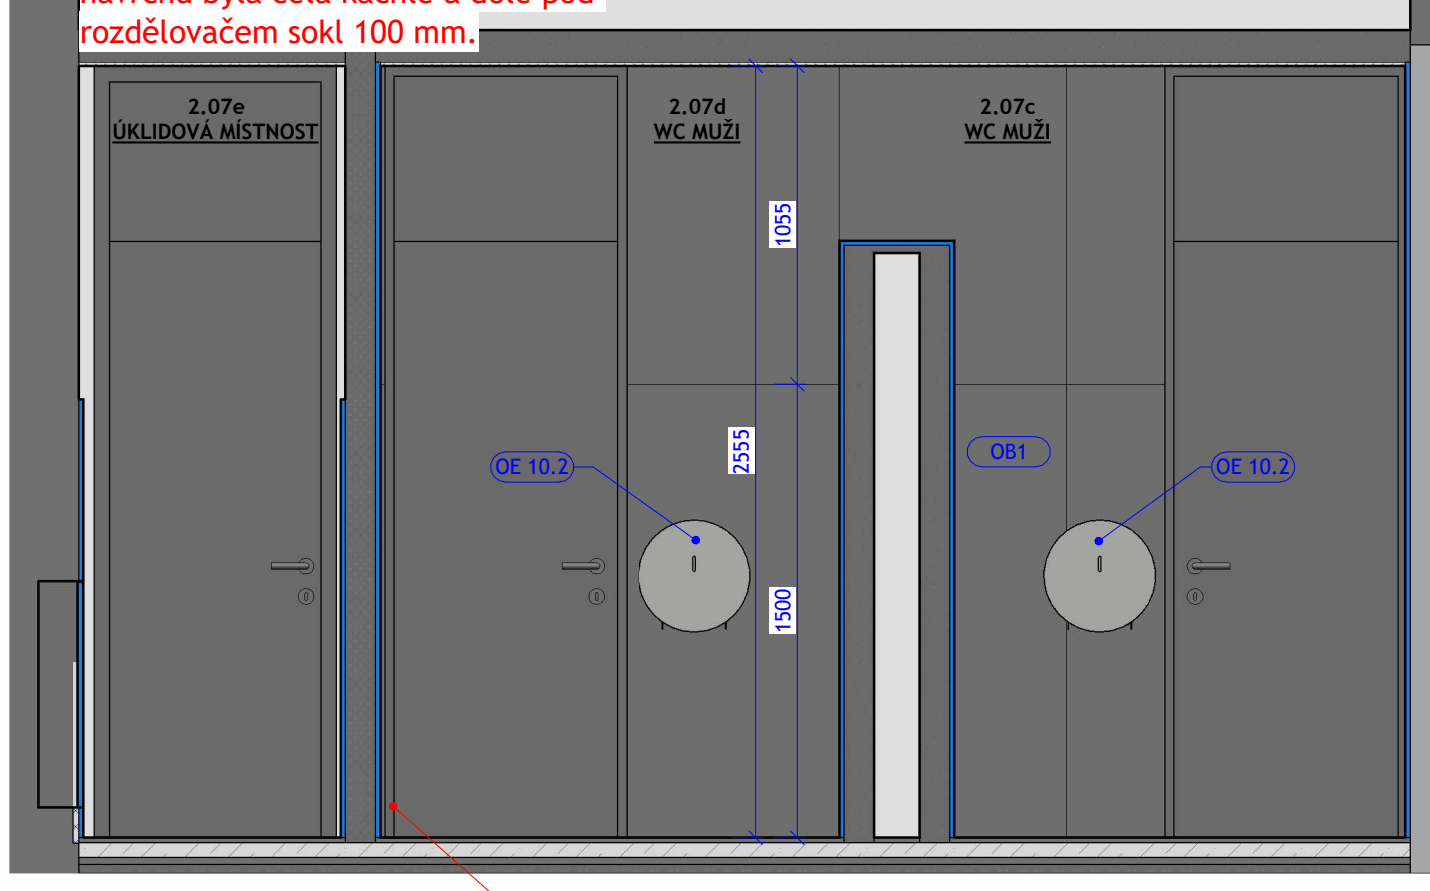 rozdělovačem sokl 100 mm.
2.07e
ÚKLIDOVÁ MÍSTNOST
2.07d
WC MUŽI
2.07c
WC MUŽI
1055
2555
OE 10.2
OB1
OE 10.2
1500